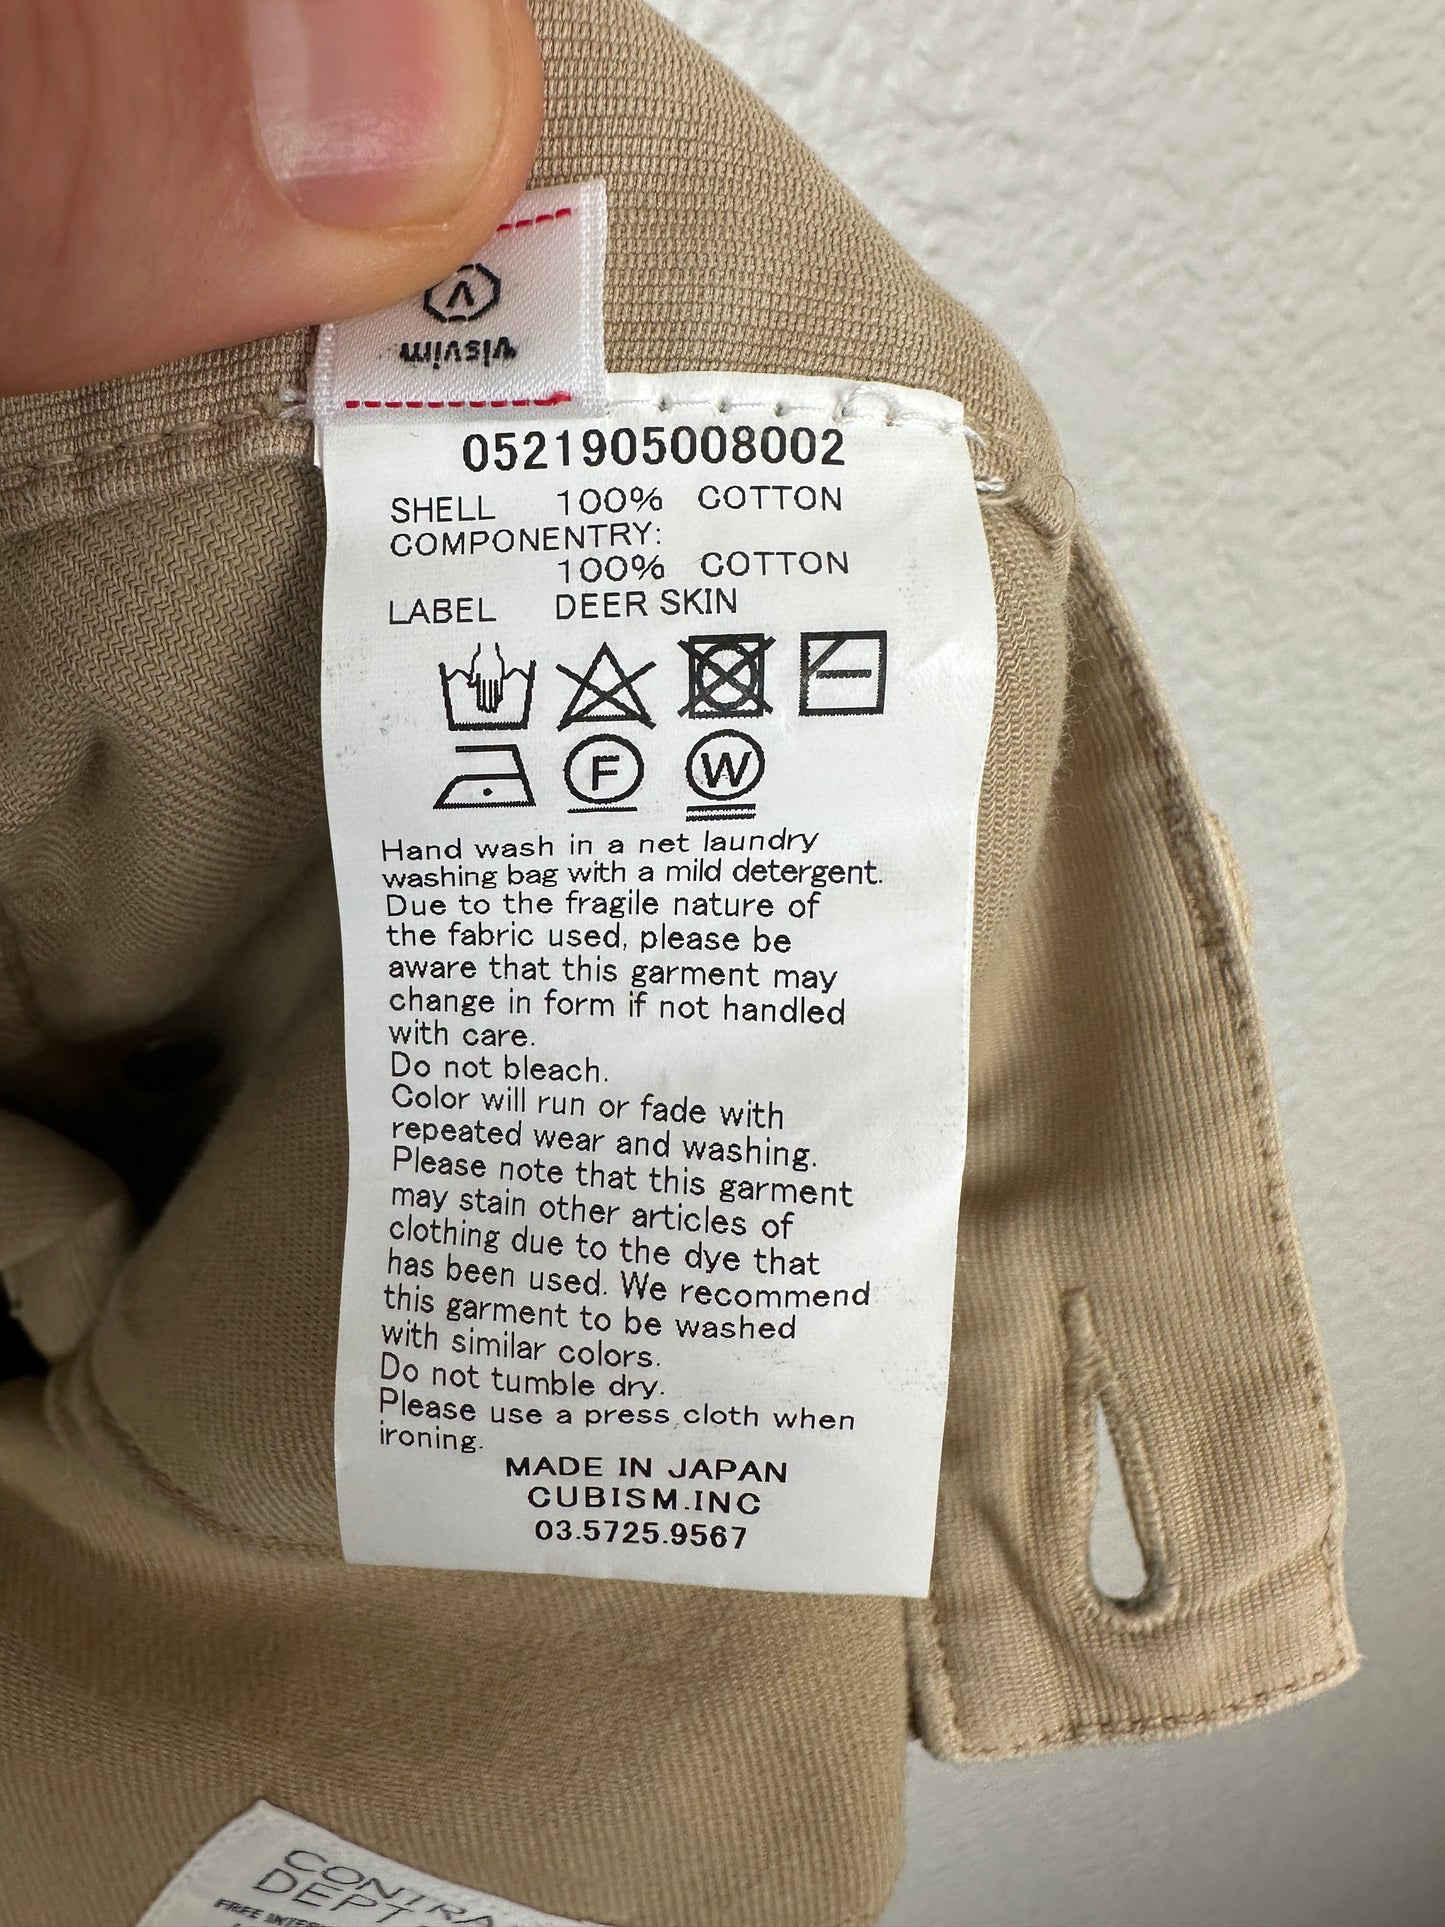 V
visvim
0521905008002
SHELL 100% COTTON
COMPONENTRY:
100% COTTON
LABEL DEER SKIN
F W
Hand wash in a net laundry
washing bag with a mild detergent.
Due to the fragile nature of
the fabric used, please be
aware that this garment may
change in form if not handled
with care.
Do not bleach.
Color will run or fade with
repeated wear and washing.
Please note that this garment
may stain other articles of
clothing due to the dye that
has been used. We recommend
this garment to be washed
with similar colors.
Do not tumble dry.
Please use a press cloth when
ironing.
MADE IN JAPAN
CUBISM.INC
03.5725.9567
DEPT
FREE